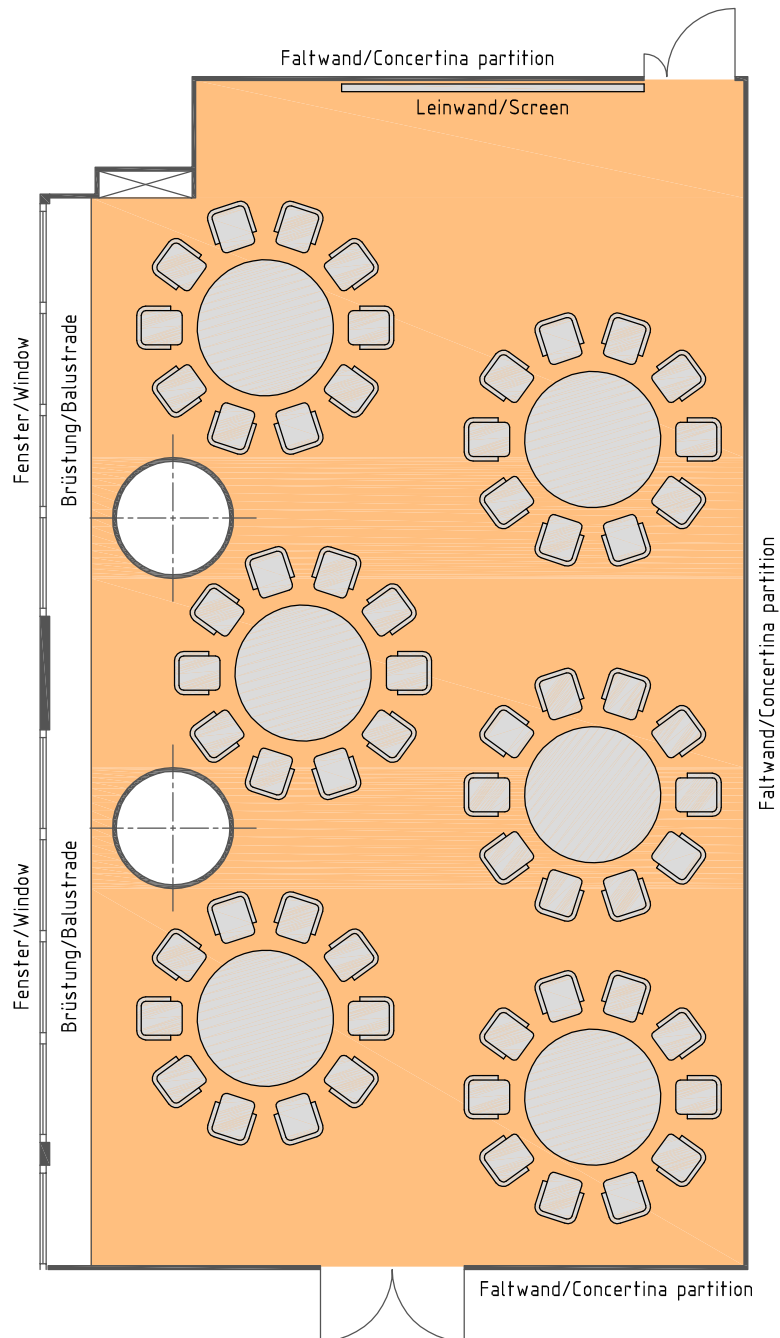 Faltwand/Concertina partition
Leinwand/Screen
Fenster/Window
Brüstung/Balustrade
Faltwand/Concertina partition
Fenster/Window
Brüstung/Balustrade
Faltwand/Concertina partition